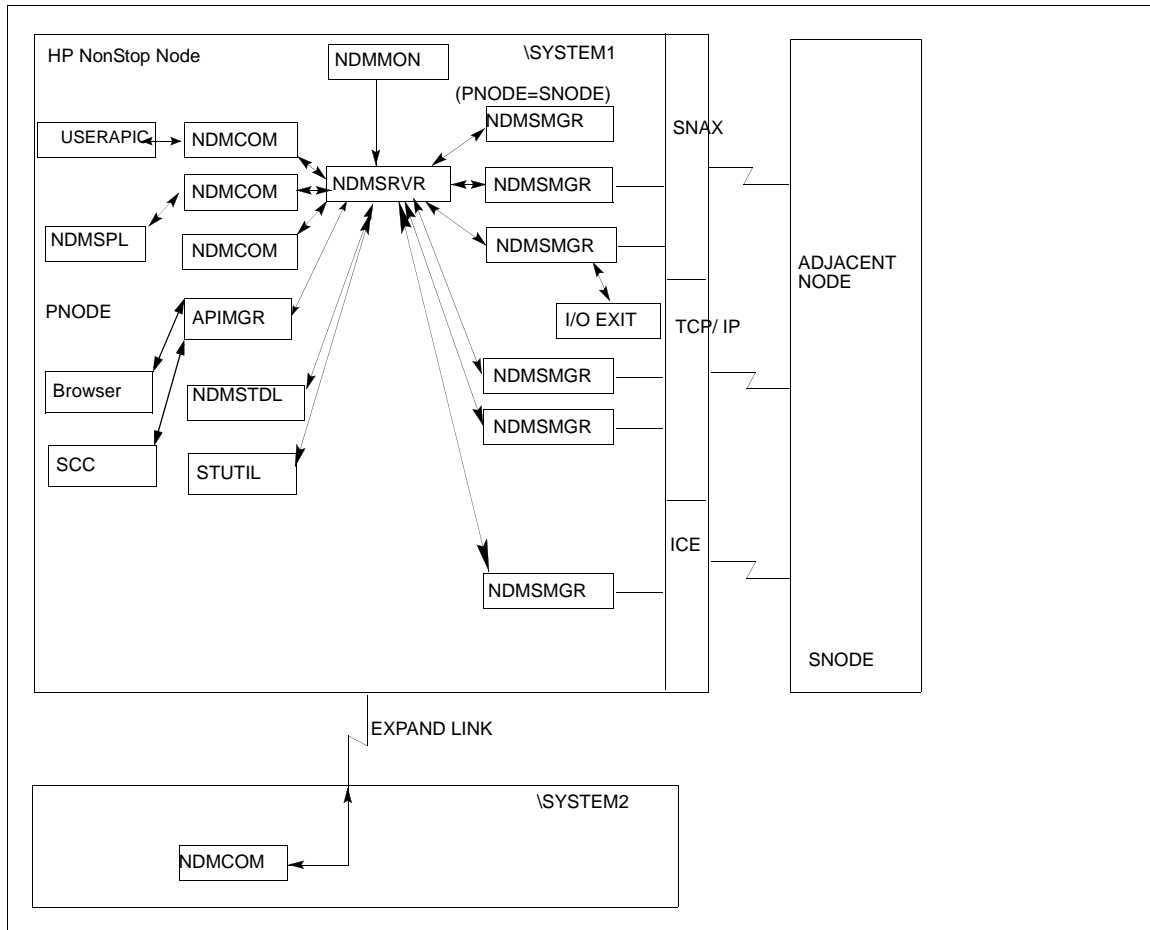 HP NonStop Node
\SYSTEM1
NDMMON
(PNODE=SNODE)
NDMSMGR
SNAX
USERAPIC
NDMCOM
NDMCOM
NDMSRVR
NDMSMGR
NDMSPL
NDMCOM
NDMSMGR
ADJACENT
NODE
PNODE
APIMGR
I/O EXIT
TCP/ IP
Browser
NDMSTDL
NDMSMGR
NDMSMGR
SCC
STUTIL
ICE
NDMSMGR
SNODE
EXPAND LINK
\SYSTEM2
NDMCOM